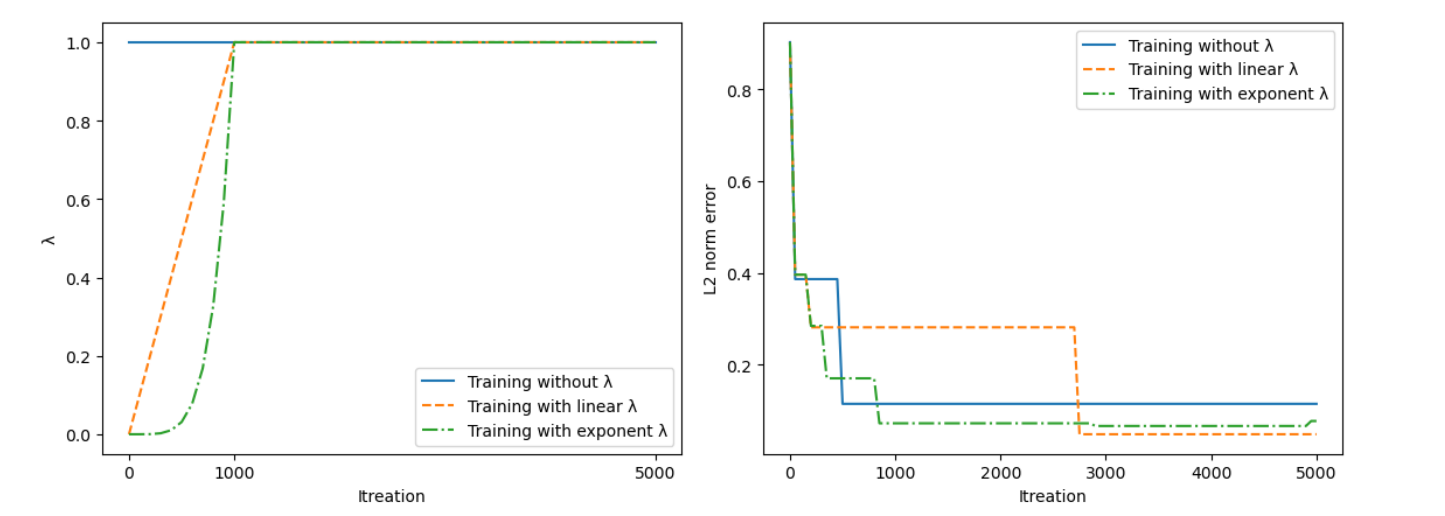 1.0
0.8
0.6
0.4
0.2
0.0
λ
0
1000
5000
Itreation
Training without λ
Training with linear λ
Training with exponent λ
0.8
0.6
0.4
0.2
L2 norm error
0
1000
2000
3000
4000
5000
Itreation
Training without λ
Training with linear λ
Training with exponent λ